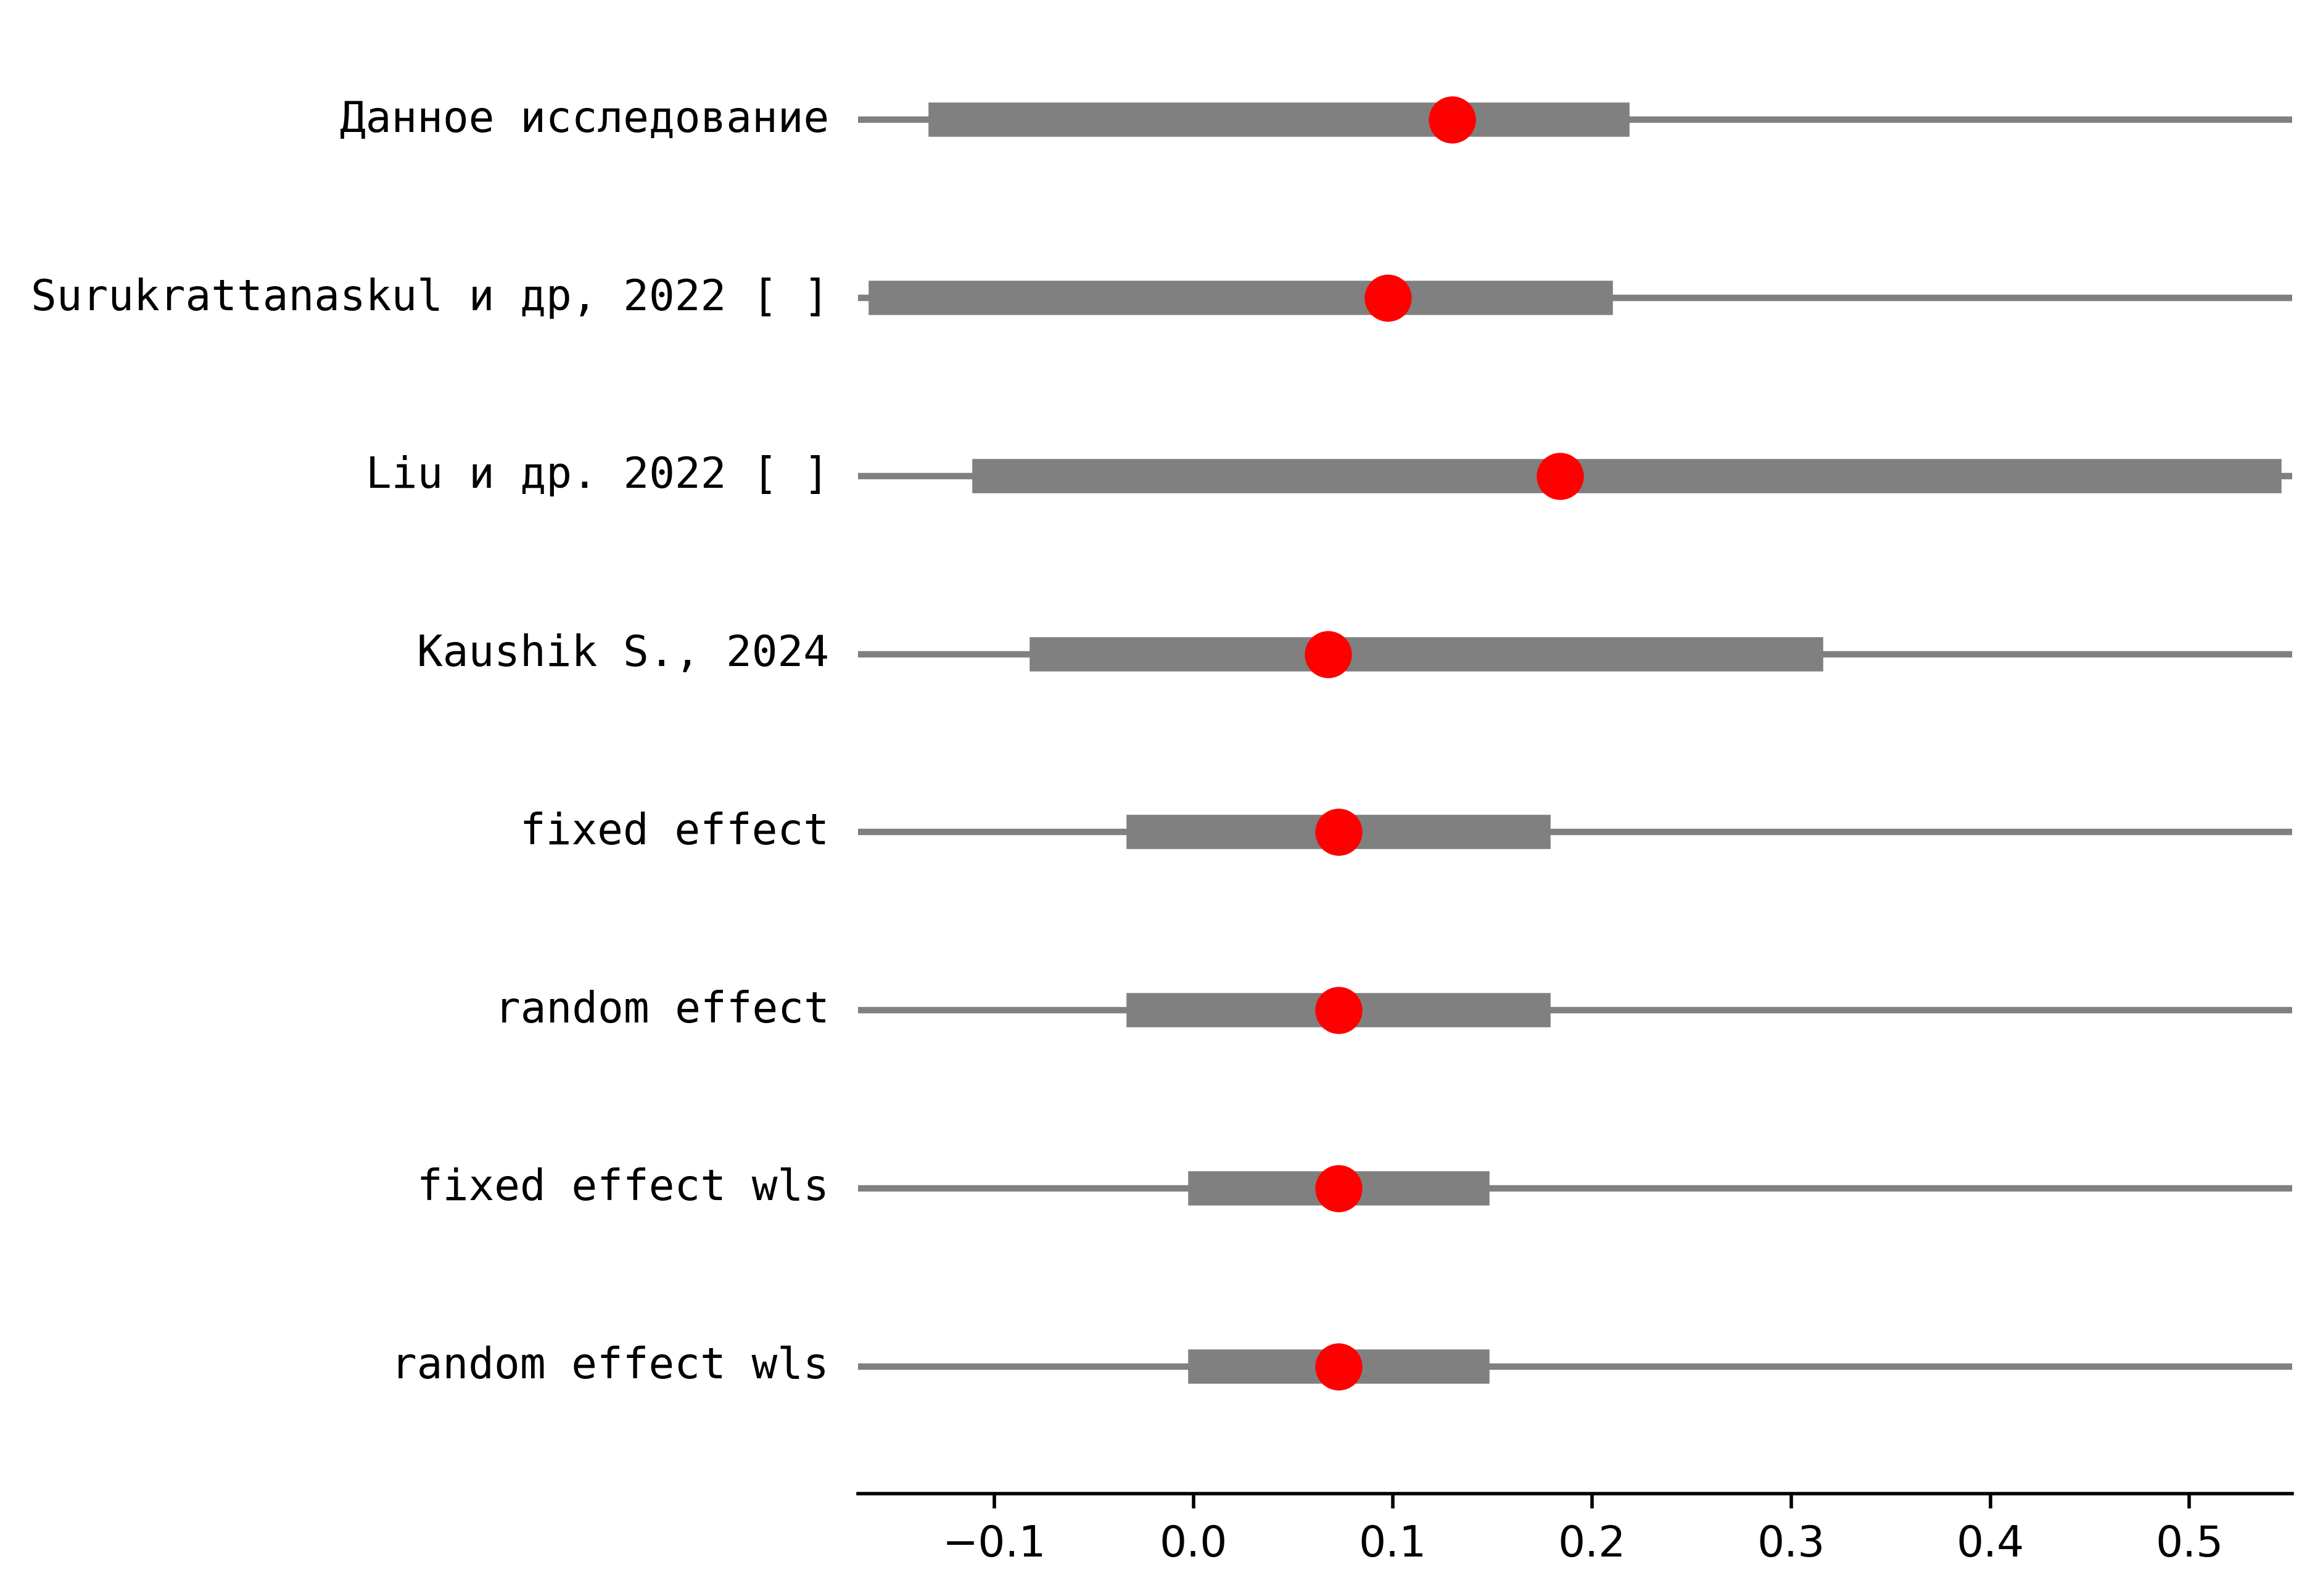 Данное исследование
Surukrattanaskul и др, 2022 [ ]
Liu и др. 2022 [ ]
Kaushik S., 2024
fixed effect
random effect
fixed effect wls
random effect wls
−0.1 0.0 0.1 0.2 0.3 0.4 0.5